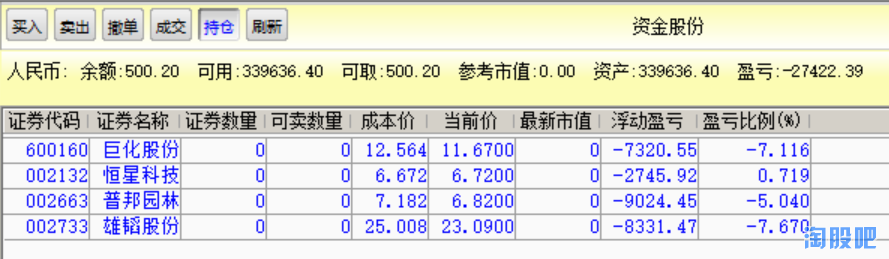 买入 卖出 撤单 成交 持仓 刷新 资金股份
人民币: 余额:500.20 可用:339636.40 可取:500.20 参考市值:0.00 资产:339636.40 盈亏:-27422.39
证券代码 证券名称 证券数量 可卖数量 成本价 当前价 最新市值 浮动盈亏 盈亏比例(%)
600160 巨化股份 0 0 12.564 11.6700 0 -7320.55 -7.116
002132 恒星科技 0 0 6.672 6.7200 0 -2745.92 0.719
002663 普邦园林 0 0 7.182 6.8200 0 -9024.45 -5.040
002733 雄韬股份 0 0 25.008 23.0900 0 -8331.47 -7.670
淘股吧